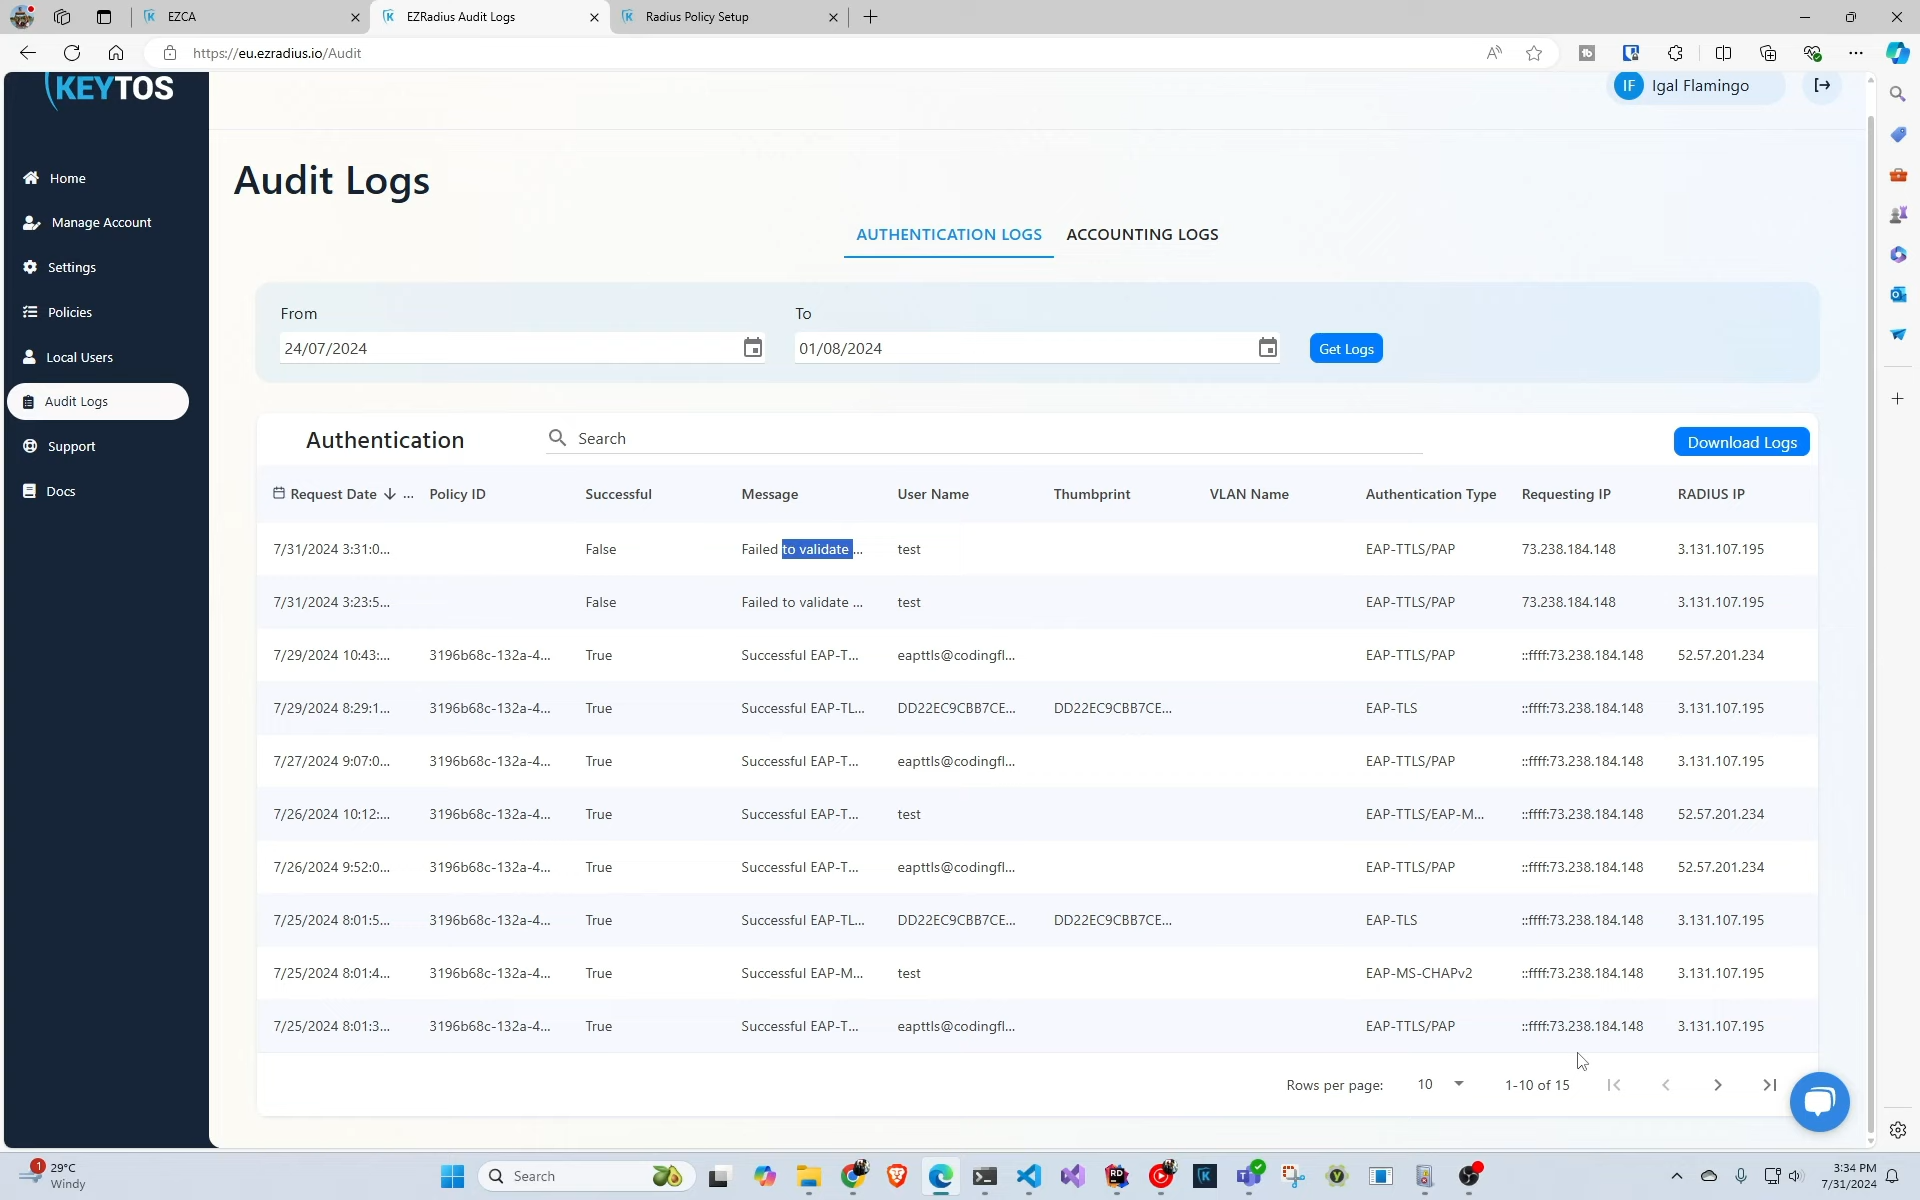 EZCA
EZRadius Audit Logs
Radius Policy Setup
https://eu.ezradius.io/Audit
KEYTOS
IF Igal Flamingo
Home
Manage Account
Settings
Policies
Local Users
Audit Logs
Support
Docs
Audit Logs
AUTHENTICATION LOGS ACCOUNTING LOGS
From To
24/07/2024 01/08/2024 Get Logs
Authentication Search Download Logs
Request Date ... Policy ID Successful Message User Name Thumbprint VLAN Name Authentication Type Requesting IP RADIUS IP
7/31/2024 3:31:0... False Failed to validate ... test EAP-TTLS/PAP 73.238.184.148 3.131.107.195
7/31/2024 3:23:5... False Failed to validate ... test EAP-TTLS/PAP 73.238.184.148 3.131.107.195
7/29/2024 10:43:... 3196b68c-132a-4... True Successful EAP-T... eapttls@codingfl... EAP-TTLS/PAP ::ffff:73.238.184.148 52.57.201.234
7/29/2024 8:29:1... 3196b68c-132a-4... True Successful EAP-TL... DD22EC9CBB7CE... DD22EC9CBB7CE... EAP-TLS ::ffff:73.238.184.148 3.131.107.195
7/27/2024 9:07:0... 3196b68c-132a-4... True Successful EAP-T... eapttls@codingfl... EAP-TTLS/PAP ::ffff:73.238.184.148 3.131.107.195
7/26/2024 10:12:... 3196b68c-132a-4... True Successful EAP-T... test EAP-TTLS/EAP-M... ::ffff:73.238.184.148 52.57.201.234
7/26/2024 9:52:0... 3196b68c-132a-4... True Successful EAP-T... eapttls@codingfl... EAP-TTLS/PAP ::ffff:73.238.184.148 52.57.201.234
7/25/2024 8:01:5... 3196b68c-132a-4... True Successful EAP-TL... DD22EC9CBB7CE... DD22EC9CBB7CE... EAP-TLS ::ffff:73.238.184.148 3.131.107.195
7/25/2024 8:01:4... 3196b68c-132a-4... True Successful EAP-M... test EAP-MS-CHAPv2 ::ffff:73.238.184.148 3.131.107.195
7/25/2024 8:01:3... 3196b68c-132a-4... True Successful EAP-T... eapttls@codingfl... EAP-TTLS/PAP ::ffff:73.238.184.148 3.131.107.195
Rows per page: 10 1-10 of 15
1 29°C
Windy
Search
3:34 PM
7/31/2024